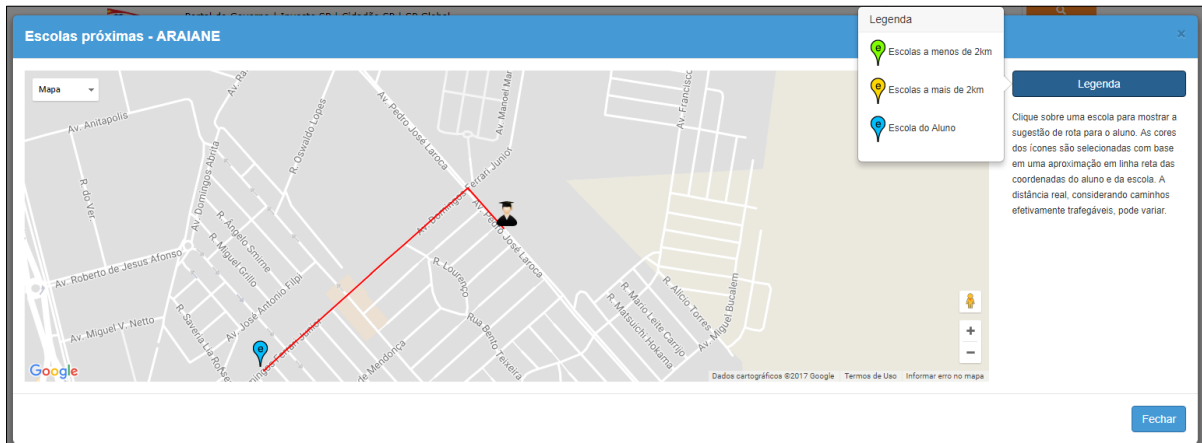 Portal do Governo | Investe SP | Cidadão SP | SP Global
Escolas próximas - ARAIANE
×
Legenda
e Escolas a menos de 2km
e Escolas a mais de 2km
e Escola do Aluno
Legenda
Clique sobre uma escola para mostrar a
sugestão de rota para o aluno. As cores
dos ícones são selecionadas com base
em uma aproximação em linha reta das
coordenadas do aluno e da escola. A
distância real, considerando caminhos
efetivamente trafegáveis, pode variar.
Mapa
Av. Anitapolis
Av. Ra
R. Oswaldo Lopes
Av. Pedro José Laroca
Av. Manoel Mar
Av. Francisco
R. do Ver.
Av. Domingos Abrita
Av. Domingos Ferrari Junior
Av. Pedro José Laroca
R. Ângelo Smirne
R. Miguel Grillo
Av. Roberto de Jesus Afonso
Av. José Antonio Filpi
R. Lourenço
R. Alicio Torres
R. Mario Leite Carrijo
R. Matsuichi Hokama
Av. Miguel Bucalem
Av. Miguel V. Netto
R. Saveria Lia Rol
Rua Bento Teixeira
mingos Ferrari Junior
de Mendonça
e
+
−
Google
Dados cartográficos ©2017 Google Termos de Uso Informar erro no mapa
Fechar